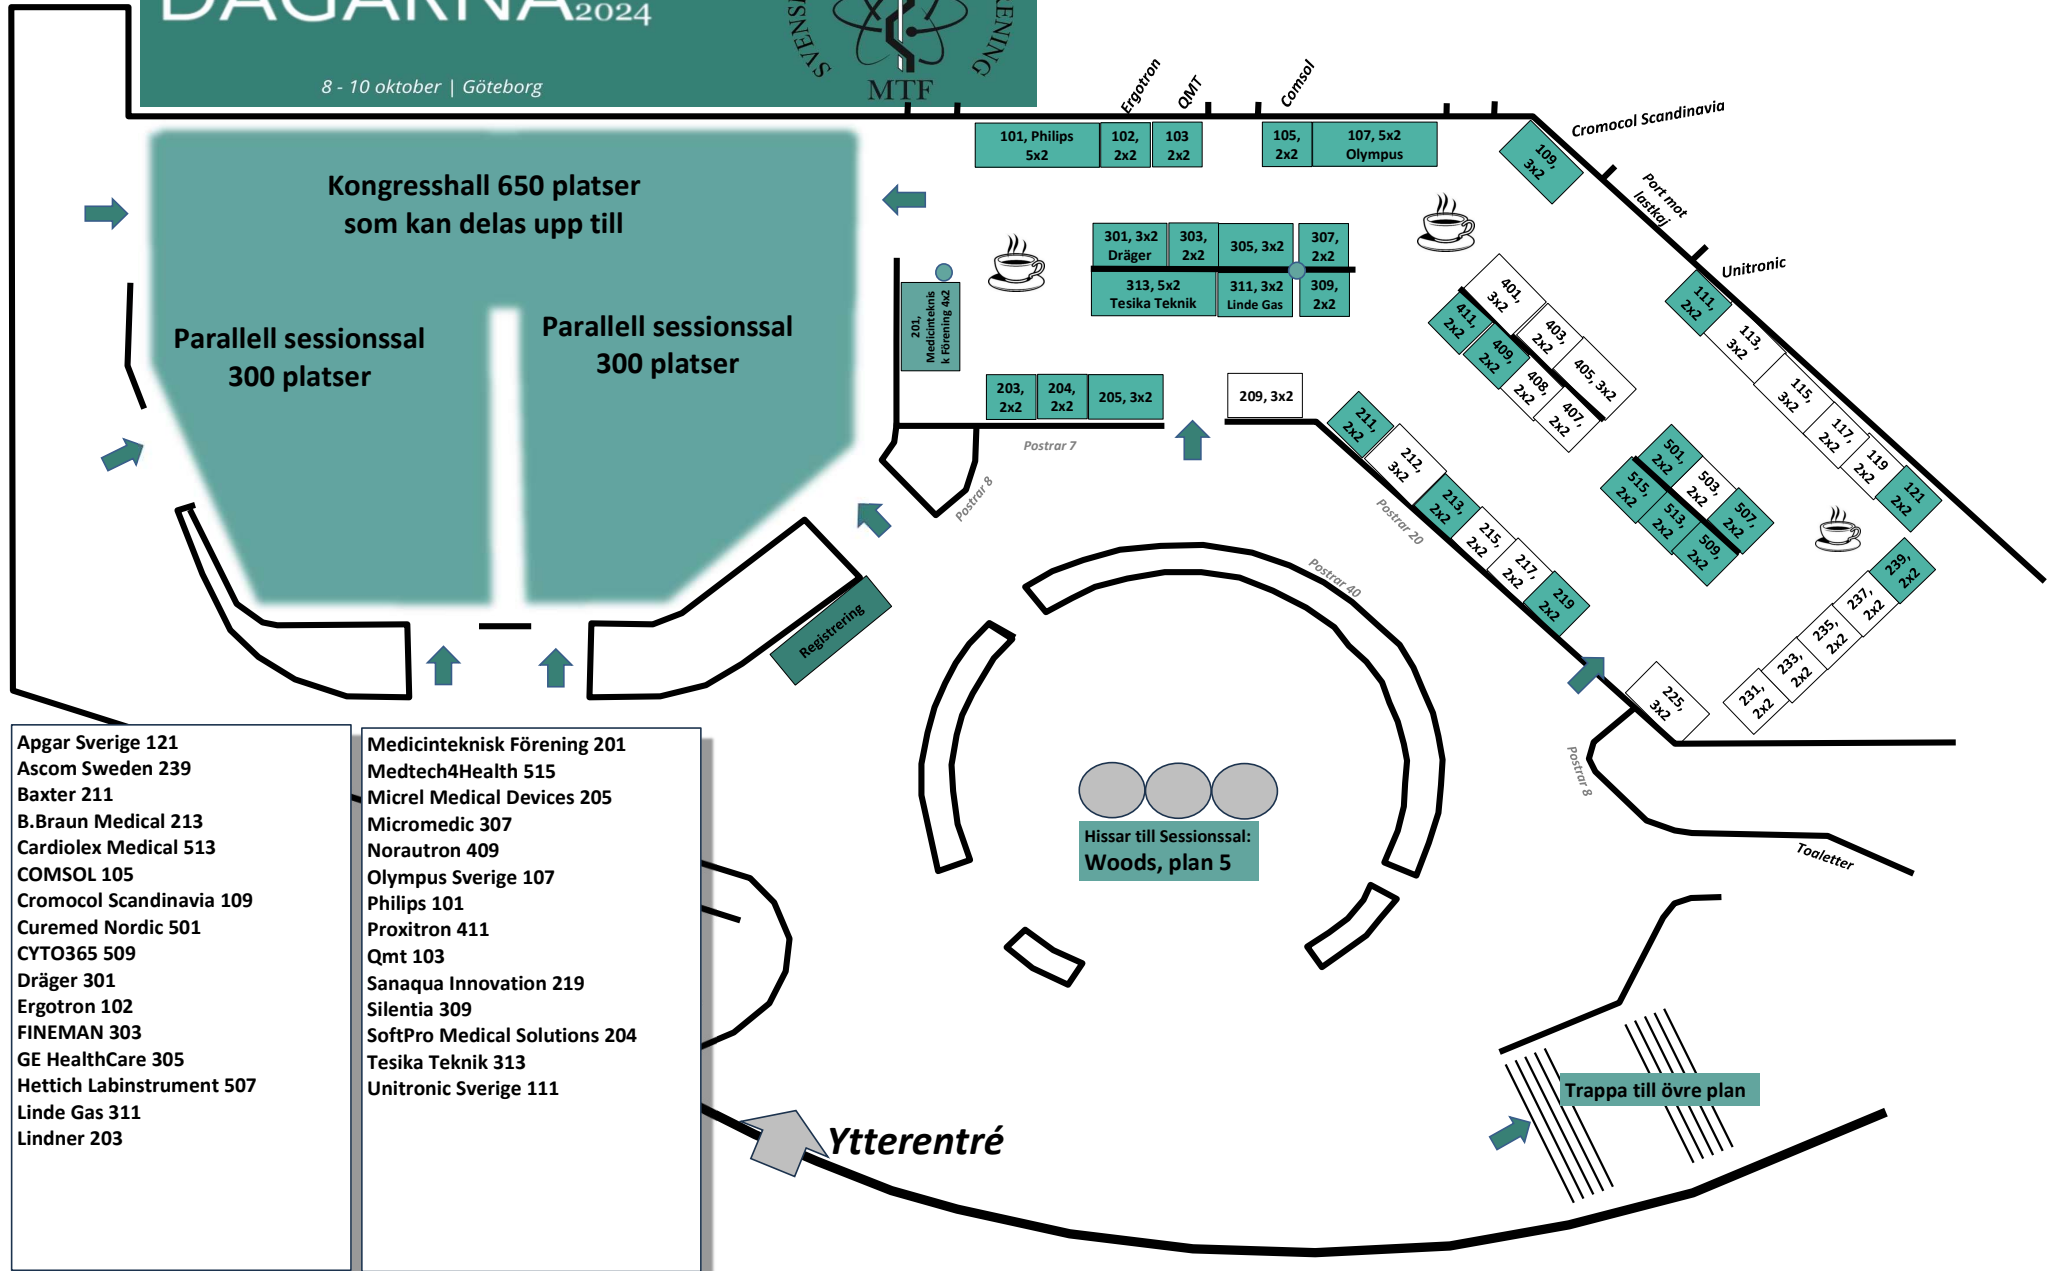 DAGARNA2024
8 - 10 oktober | Göteborg
SVENSK
ENING
MTF
Ergotron
QMT
Comsol
Cromocol Scandinavia
Port mot
lastkaj
Unitronic
101, Philips
5x2
102,
2x2
103
2x2
105,
2x2
107, 5x2
Olympus
109,
3x2
Kongresshall 650 platser
som kan delas upp till
Parallell sessionssal
300 platser
Parallell sessionssal
300 platser
201,
Medicinteknis
k Förening 4x2
301, 3x2
Dräger
303,
2x2
305, 3x2
307,
2x2
313, 5x2
Tesika Teknik
311, 3x2
Linde Gas
309,
2x2
203,
2x2
204,
2x2
205, 3x2
209, 3x2
Postrar 7
Postrar 8
211,
2x2
212,
3x2
213,
2x2
215,
2x2
217,
2x2
219
2x2
225,
3x2
Postrar 20
Postrar 40
Postrar 8
401,
3x2
403,
2x2
405, 3x2
411,
2x2
409,
2x2
408,
2x2
407,
2x2
111,
2x2
113,
3x2
115,
3x2
117,
2x2
119
2x2
121
2x2
501,
2x2
503,
2x2
507,
2x2
515,
2x2
513,
2x2
509,
2x2
239,
2x2
237,
2x2
235,
2x2
233,
2x2
231,
2x2
Registrering
Apgar Sverige 121
Ascom Sweden 239
Baxter 211
B.Braun Medical 213
Cardiolex Medical 513
COMSOL 105
Cromocol Scandinavia 109
Curemed Nordic 501
CYTO365 509
Dräger 301
Ergotron 102
FINEMAN 303
GE HealthCare 305
Hettich Labinstrument 507
Linde Gas 311
Lindner 203
Medicinteknisk Förening 201
Medtech4Health 515
Micrel Medical Devices 205
Micromedic 307
Norautron 409
Olympus Sverige 107
Philips 101
Proxitron 411
Qmt 103
Sanaqua Innovation 219
Silentia 309
SoftPro Medical Solutions 204
Tesika Teknik 313
Unitronic Sverige 111
Hissar till Sessionssal:
Woods, plan 5
Toaletter
Trappa till övre plan
Ytterentré